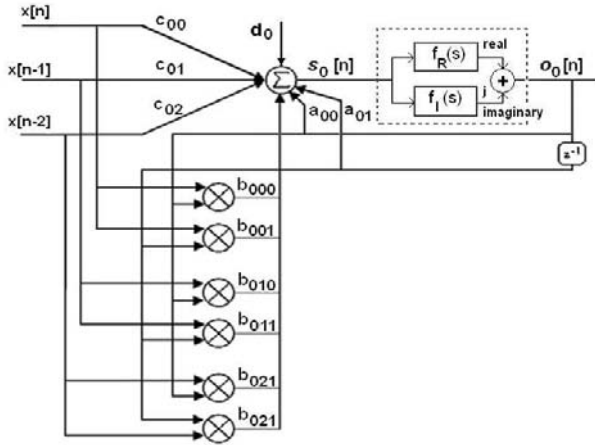 x[n]
c00
d0
s0 [n]
fR(s)
real
o0[n]
x[n-1]
c01
Σ
+
c02
a00
a01
fI(s)
j
imaginary
x[n-2]
z-1
b000
b001
b010
b011
b021
b021